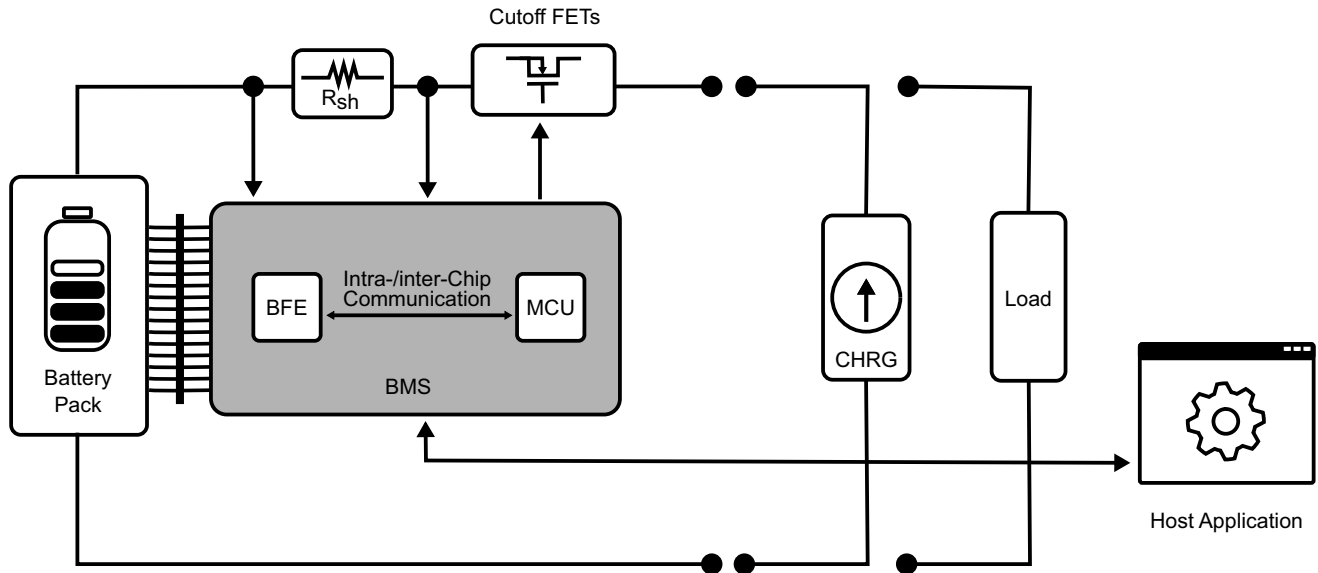 Cutoff FETs
Rsh
Intra-/inter-Chip
Communication
BFE
MCU
BMS
Battery
Pack
CHRG
Load
Host Application